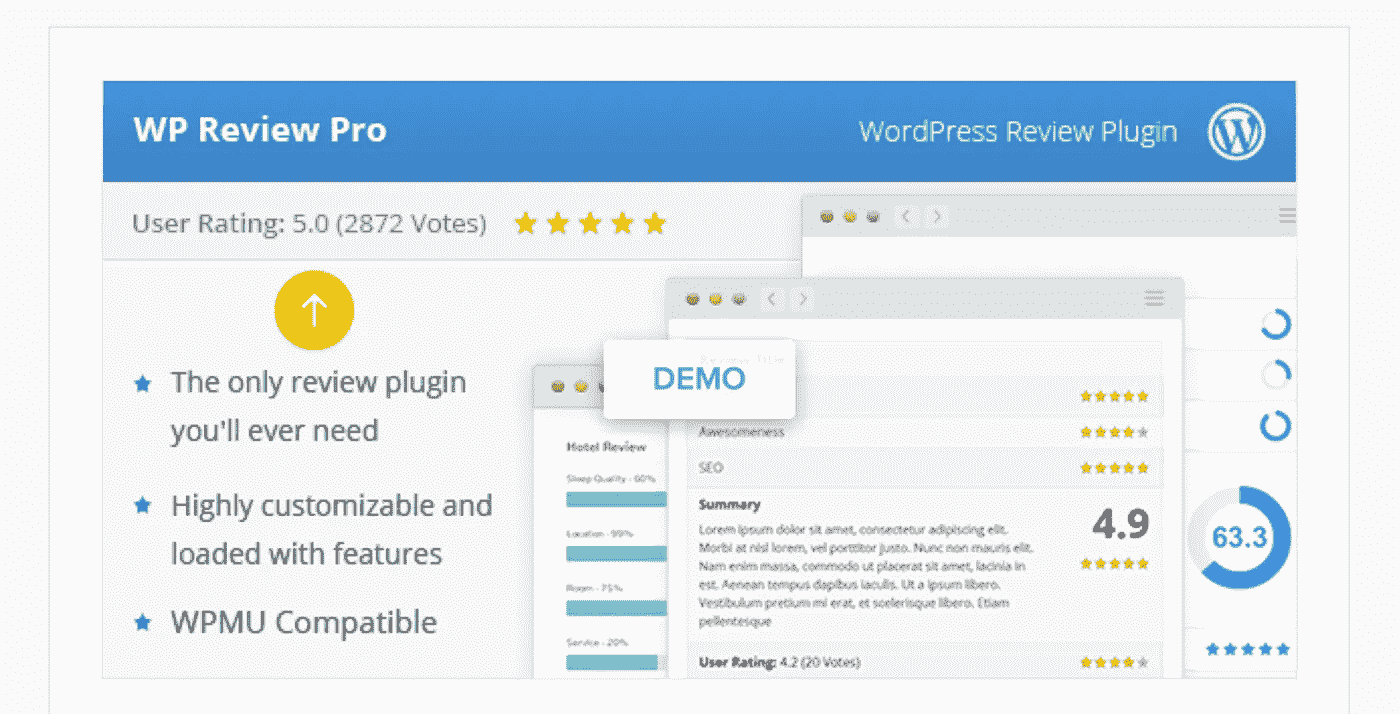 WP Review Pro
WordPress Review Plugin
User Rating: 5.0 (2872 Votes)
The only review plugin
you'll ever need
Highly customizable and
loaded with features
WPMU Compatible
DEMO
Hotel Review
Sleep Quality - 60%
Location - 99%
Room - 75%
Service - 20%
Awesomeness
SEO
Summary
Lorem ipsum dolor sit amet, consectetur adipiscing elit.
Morbi at nisl lorem, vel porttitor justo. Nunc non mauris elit.
Nam enim massa, commodo ut placerat sit amet, lacinia in
est. Aenean tempus dapibus iaculis. Ut a ipsum libero.
Vestibulum pretium mi erat, et scelerisque libero. Etiam
pellentesque
4.9
User Rating: 4.2 (20 Votes)
63.3